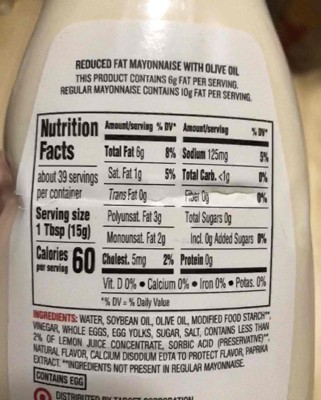 REDUCED FAT MAYONNAISE WITH OLIVE OIL
THIS PRODUCT CONTAINS 6g FAT PER SERVING.
REGULAR MAYONNAISE CONTAINS 10g FAT PER SERVING.
Nutrition Facts
about 39 servings
per container
Serving size
1 Tbsp (15g)
Calories 60
per serving
Amount/serving % DV*
Total Fat 6g 8%
Sat. Fat 1g 5%
Trans Fat 0g
Polyunsat. Fat 3g
Monounsat. Fat 2g
Cholest. 5mg 2%
Amount/serving % DV*
Sodium 125mg 5%
Total Carb. <1g 0%
Fiber 0g 0%
Total Sugars 0g
Incl. 0g Added Sugars 0%
Protein 0g
Vit. D 0% • Calcium 0% • Iron 0% • Potas. 0%
*% DV = % Daily Value
INGREDIENTS: WATER, SOYBEAN OIL, OLIVE OIL, MODIFIED FOOD STARCH**,
VINEGAR, WHOLE EGGS, EGG YOLKS, SUGAR, SALT, CONTAINS LESS THAN
2% OF LEMON JUICE CONCENTRATE, SORBIC ACID (PRESERVATIVE)**,
NATURAL FLAVOR, CALCIUM DISODIUM EDTA TO PROTECT FLAVOR, PAPRIKA
EXTRACT. **INGREDIENTS NOT PRESENT IN REGULAR MAYONNAISE.
CONTAINS EGG
DISTRIBUTED BY TARGET CORPORATION